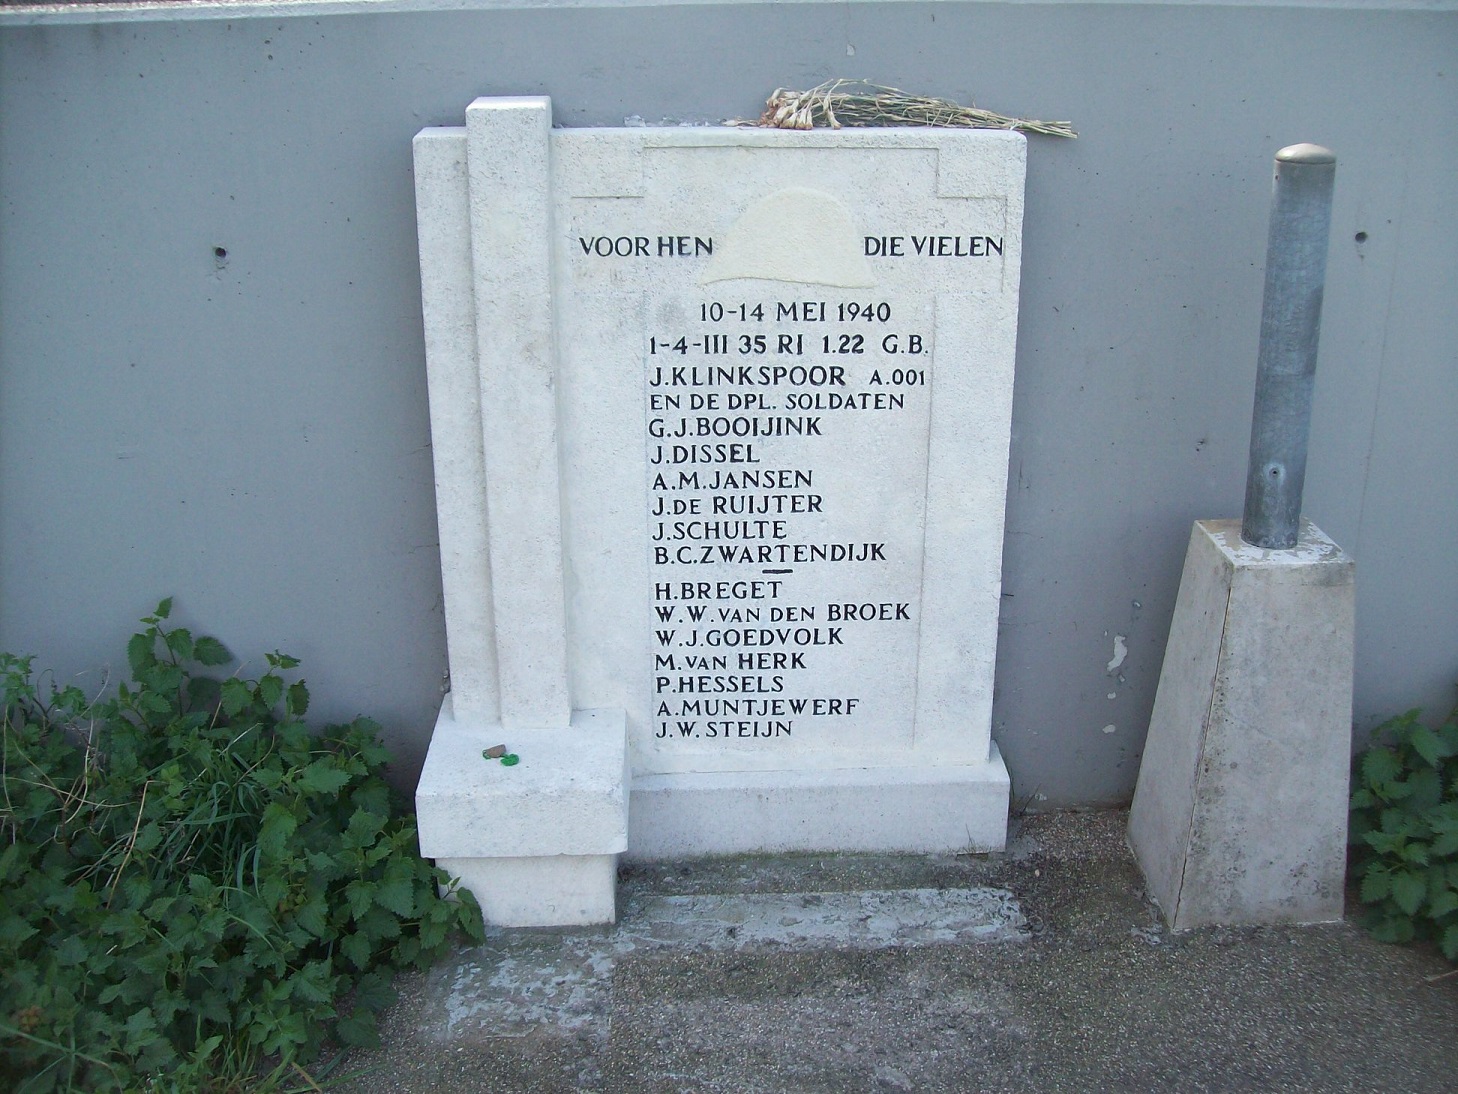 VOOR HEN DIE VIELEN
10-14 MEI 1940
1-4-III 35 RI 1.22 G.B.
J.KLINKSPOOR A.001
EN DE DPL. SOLDATEN
G.J.BOOIJINK
J.DISSEL
A.M.JANSEN
J.DE RUIJTER
J.SCHULTE
B.C.ZWARTENDIJK
H.BREGET
W.W.VAN DEN BROEK
W.J.GOEDVOLK
M.VAN HERK
P.HESSELS
A.MUNTJEWERF
J.W.STEIJN